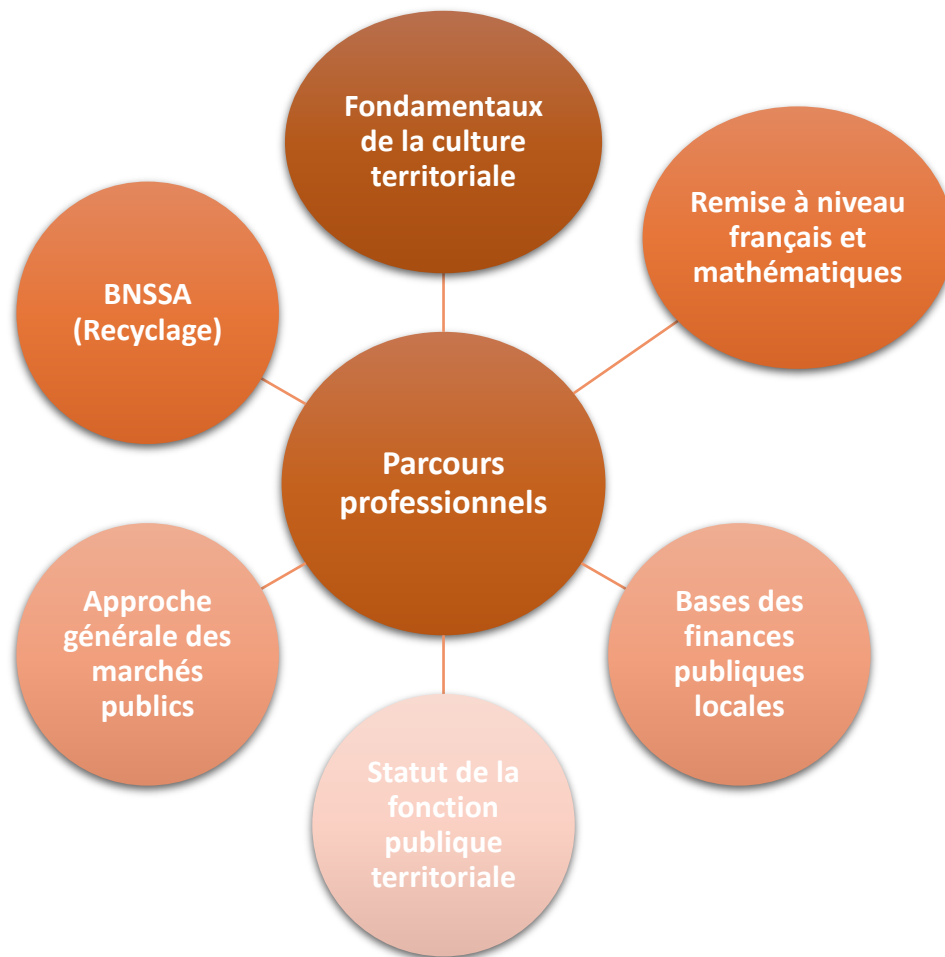 Fondamentaux
de la culture
territoriale
Remise à niveau
français et
mathématiques
BNSSA
(Recyclage)
Parcours
professionnels
Approche
générale des
marchés
publics
Bases des
finances
publiques
locales
Statut de la
fonction
publique
territoriale